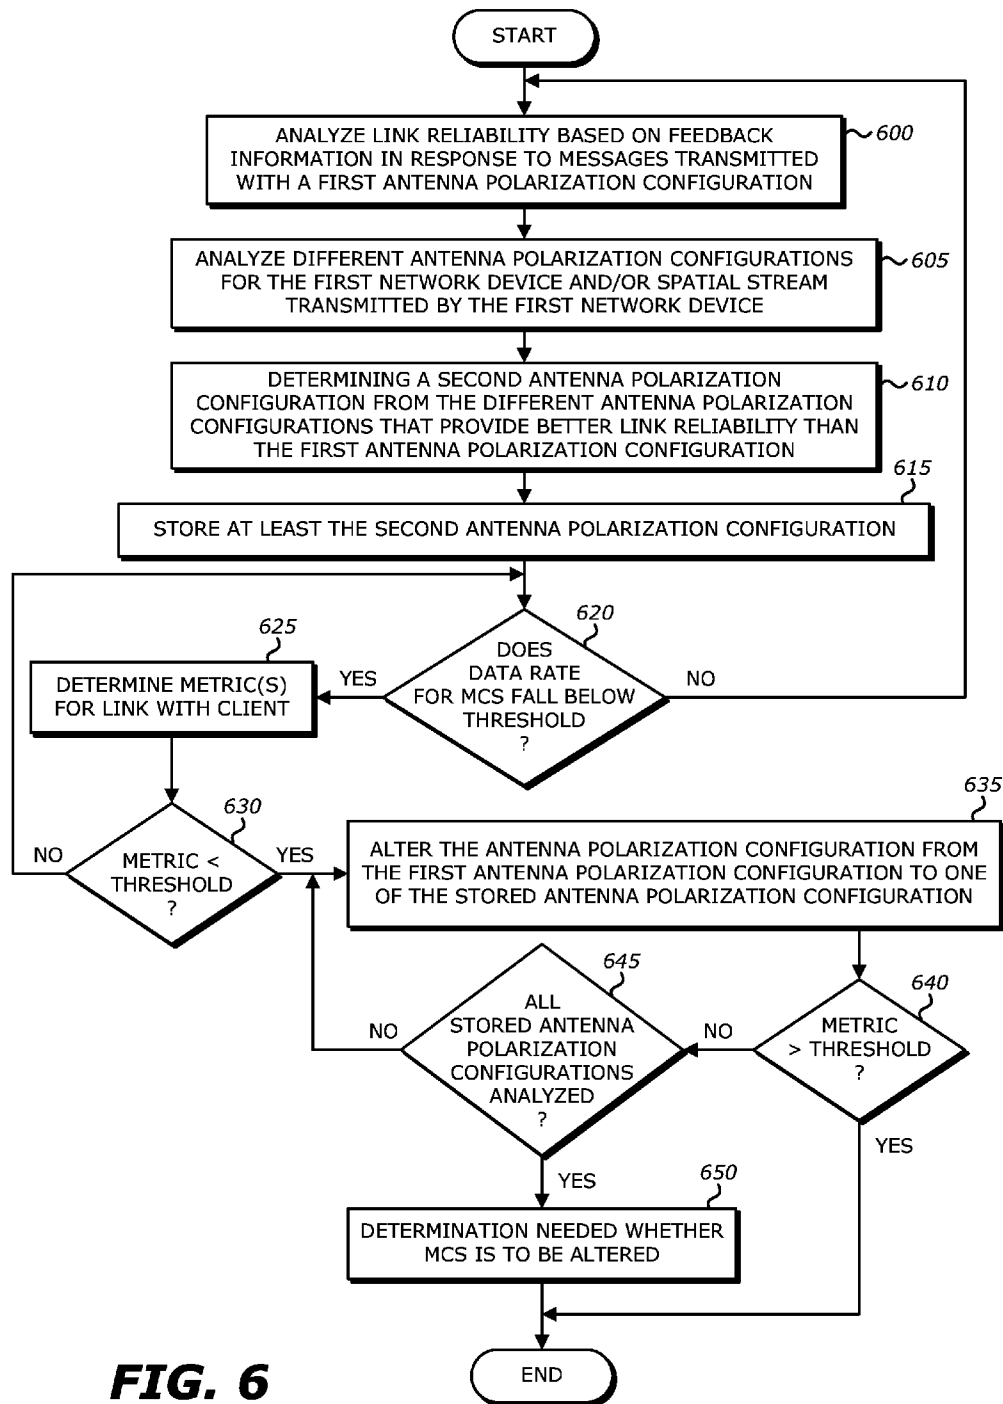 START
ANALYZE LINK RELIABILITY BASED ON FEEDBACK
INFORMATION IN RESPONSE TO MESSAGES TRANSMITTED
WITH A FIRST ANTENNA POLARIZATION CONFIGURATION
600
ANALYZE DIFFERENT ANTENNA POLARIZATION CONFIGURATIONS
FOR THE FIRST NETWORK DEVICE AND/OR SPATIAL STREAM
TRANSMITTED BY THE FIRST NETWORK DEVICE
605
DETERMINING A SECOND ANTENNA POLARIZATION
CONFIGURATION FROM THE DIFFERENT ANTENNA POLARIZATION
CONFIGURATIONS THAT PROVIDE BETTER LINK RELIABILITY THAN
THE FIRST ANTENNA POLARIZATION CONFIGURATION
610
615
STORE AT LEAST THE SECOND ANTENNA POLARIZATION CONFIGURATION
620
DOES
DATA RATE
FOR MCS FALL BELOW
THRESHOLD
?
YES
NO
625
DETERMINE METRIC(S)
FOR LINK WITH CLIENT
630
METRIC <
THRESHOLD
?
NO
YES
635
ALTER THE ANTENNA POLARIZATION CONFIGURATION FROM
THE FIRST ANTENNA POLARIZATION CONFIGURATION TO ONE
OF THE STORED ANTENNA POLARIZATION CONFIGURATION
640
METRIC
> THRESHOLD
?
NO
YES
645
ALL
STORED ANTENNA
POLARIZATION
CONFIGURATIONS
ANALYZED
?
NO
YES
650
DETERMINATION NEEDED WHETHER
MCS IS TO BE ALTERED
END
FIG. 6